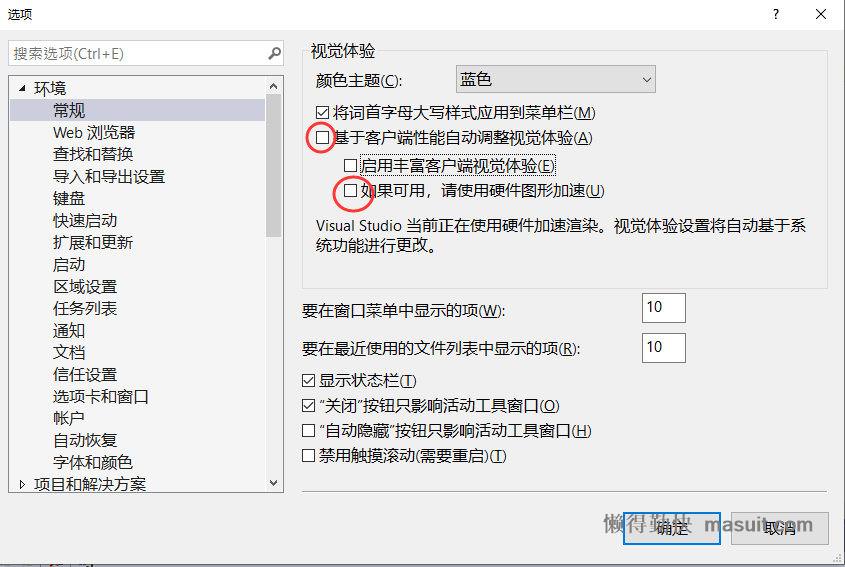 选项
搜索选项(Ctrl+E)
环境
常规
Web 浏览器
查找和替换
导入和导出设置
键盘
快速启动
扩展和更新
启动
区域设置
任务列表
通知
文档
信任设置
选项卡和窗口
帐户
自动恢复
字体和颜色
项目和解决方案
视觉体验
颜色主题(C):
蓝色
将词首字母大写样式应用到菜单栏(M)
基于客户端性能自动调整视觉体验(A)
启用丰富客户端视觉体验(E)
如果可用，请使用硬件图形加速(U)
Visual Studio 当前正在使用硬件加速渲染。视觉体验设置将自动基于系
统功能进行更改。
要在窗口菜单中显示的项(W):
10
要在最近使用的文件列表中显示的项(R):
10
显示状态栏(T)
“关闭”按钮只影响活动工具窗口(O)
“自动隐藏”按钮只影响活动工具窗口(H)
禁用触摸滚动(需要重启)(T)
懒得勤快 masuit.com
确定
取消